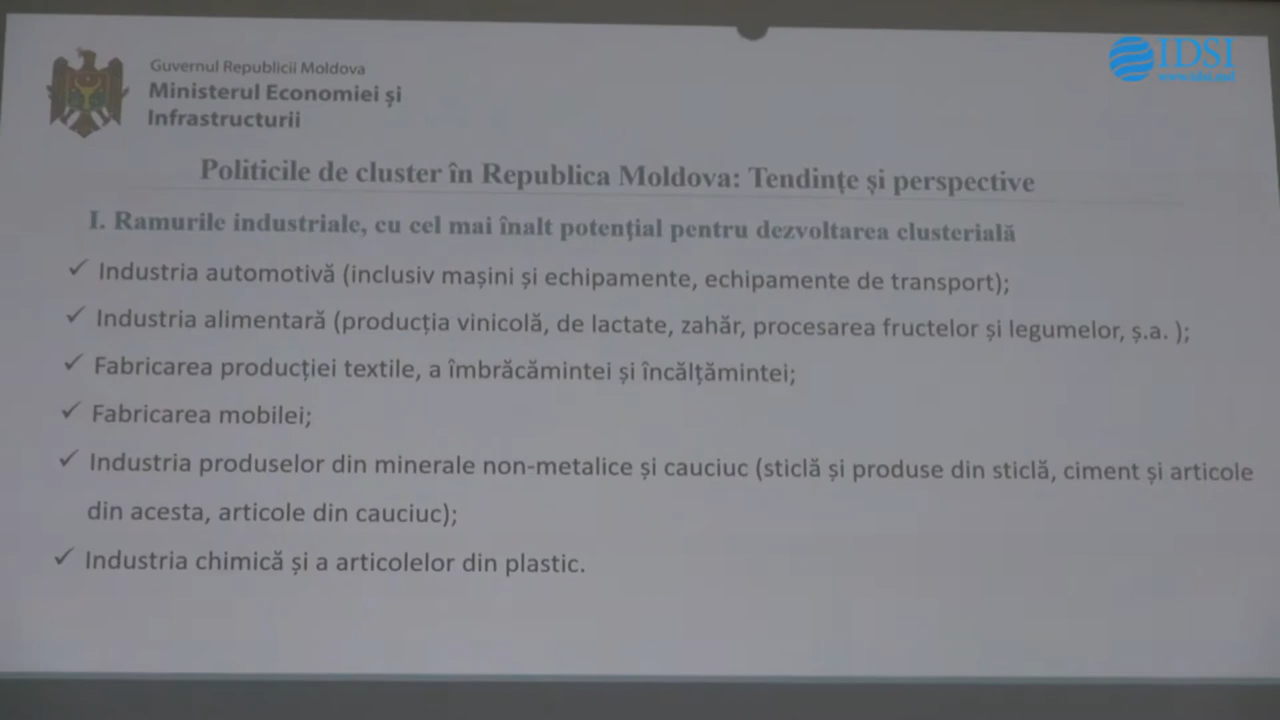 Guvernul Republicii Moldova
Ministerul Economiei și
Infrastructurii
IDSI
www.idsi.md
Politicile de cluster în Republica Moldova: Tendințe și perspective
I. Ramurile industriale, cu cel mai înalt potențial pentru dezvoltarea clusterială
✓ Industria automotivă (inclusiv mașini și echipamente, echipamente de transport);
✓ Industria alimentară (producția vinicolă, de lactate, zahăr, procesarea fructelor și legumelor, ș.a. );
✓ Fabricarea producției textile, a îmbrăcămintei și încălțămintei;
✓ Fabricarea mobilei;
✓ Industria produselor din minerale non-metalice și cauciuc (sticlă și produse din sticlă, ciment și articole
din acesta, articole din cauciuc);
✓ Industria chimică și a articolelor din plastic.